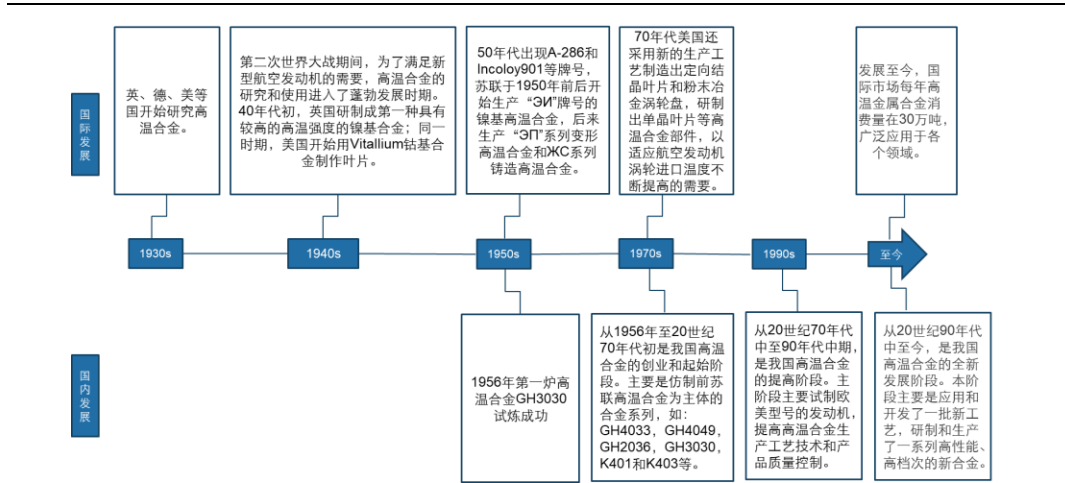 国际发展
英、德、美等
国开始研究高
温合金。
第二次世界大战期间，为了满足新
型航空发动机的需要，高温合金的
研究和使用进入了蓬勃发展时期。
40年代初，英国研制成第一种具有
较高的高温强度的镍基合金；同一
时期，美国开始用Vitallium钴基合
金制作叶片。
50年代出现A-286和
Incoloy901等牌号，
苏联于1950年前后开
始生产“ЭИ”牌号的
镍基高温合金，后来
生产“ЭП”系列变形
高温合金和ЖС系列
铸造高温合金。
70年代美国还
采用新的生产工
艺制造出定向结
晶叶片和粉末冶
金涡轮盘，研制
出单晶叶片等高
温合金部件，以
适应航空发动机
涡轮进口温度不
断提高的需要。
发展至今，国
际市场每年高
温金属合金消
费量在30万吨，
广泛应用于各
个领域。
1930s
1940s
1950s
1970s
1990s
至今
国内发展
1956年第一炉高
温合金GH3030
试炼成功
从1956年至20世纪
70年代初是我国高温
合金的创业和起始阶
段。主要是仿制前苏
联高温合金为主体的
合金系列，如：
GH4033，GH4049，
GH2036，GH3030，
K401和K403等。
从20世纪70年代
中至90年代中期，
是我国高温合金
的提高阶段。主
阶段主要试制欧
美型号的发动机，
提高高温合金生
产工艺技术和产
品质量控制。
从20世纪90年代
中至今，是我国
高温合金的全新
发展阶段。本阶
段主要是应用和
开发了一批新工
艺，研制和生产
了一系列高性能、
高档次的新合金。